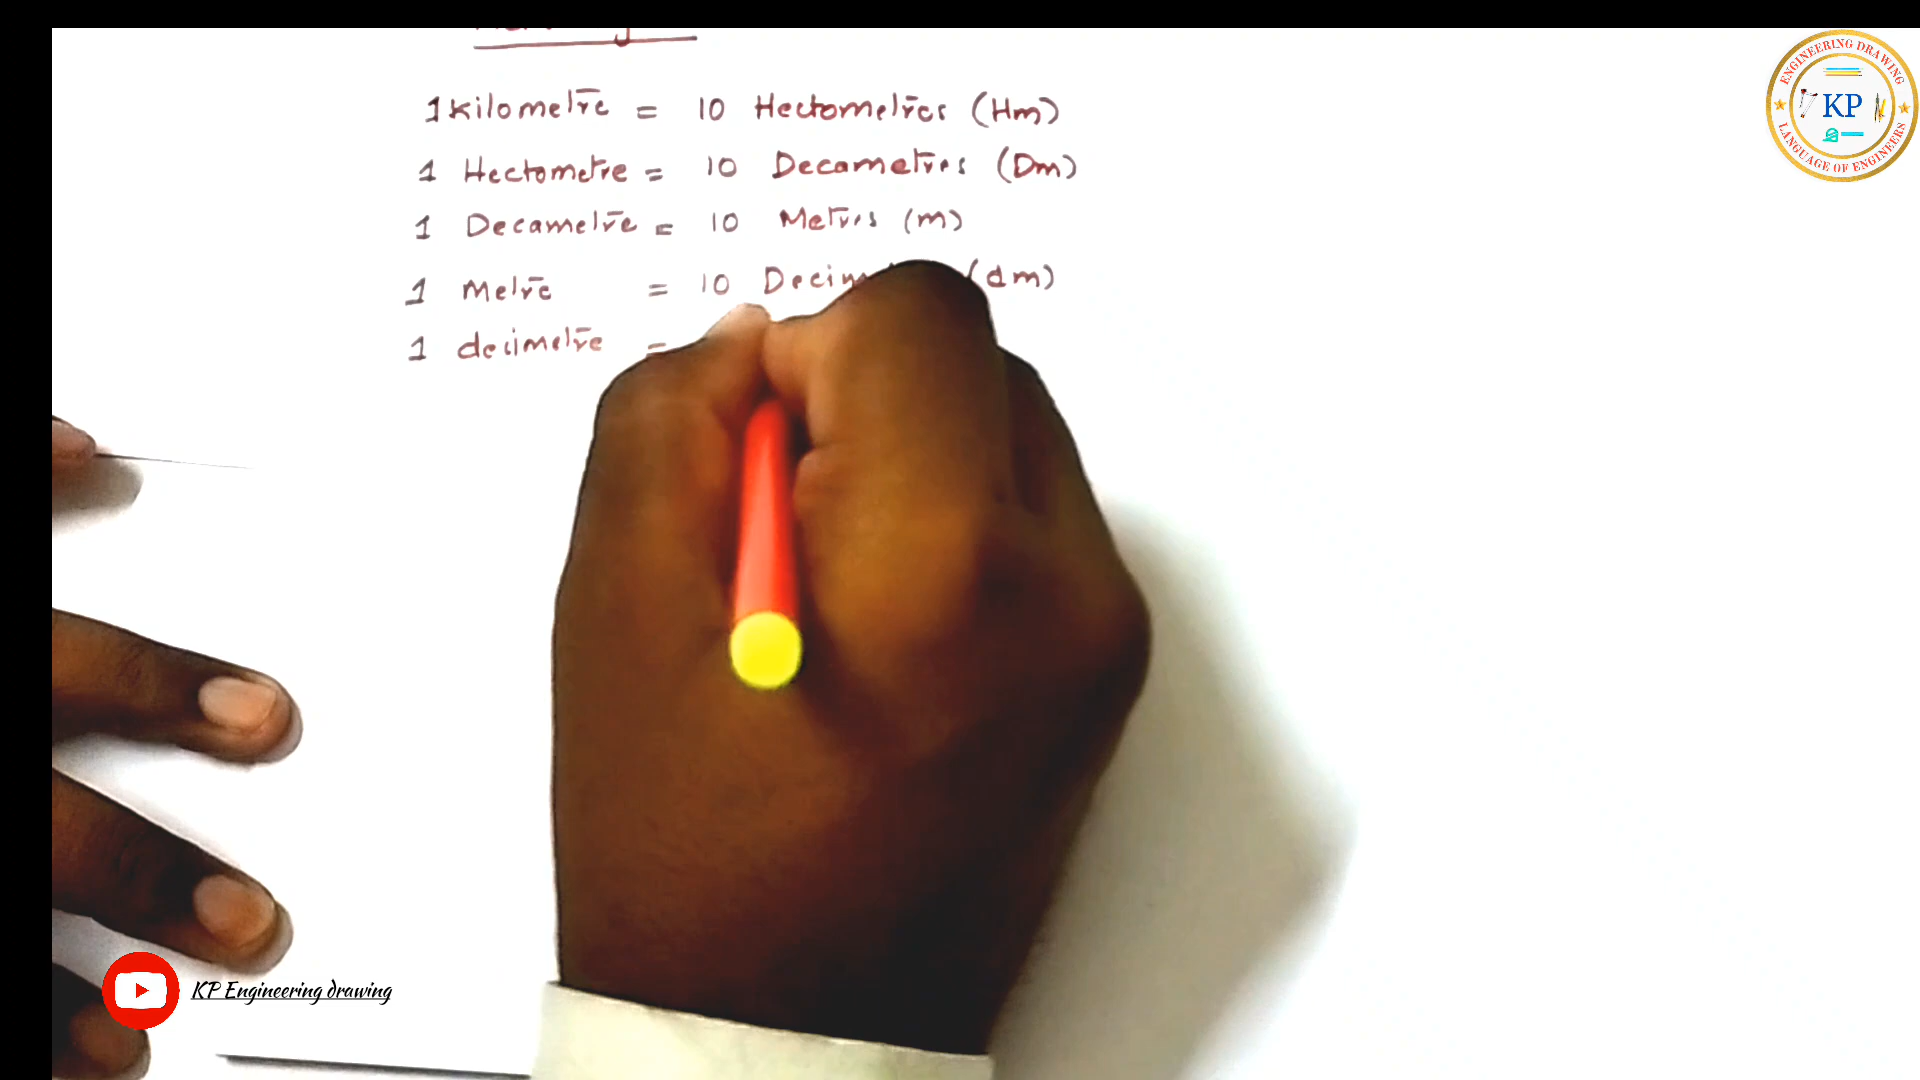 1 kilometre = 10 Hectometres (Hm)
1 Hectometre = 10 Decametres (Dm)
1 Decametre = 10 Metres (m)
1 Metre = 10 (dm)
1 decimetre =
ENGINEERING DRAWING
KP
LANGUAGE OF ENGINEERS
KP Engineering drawing